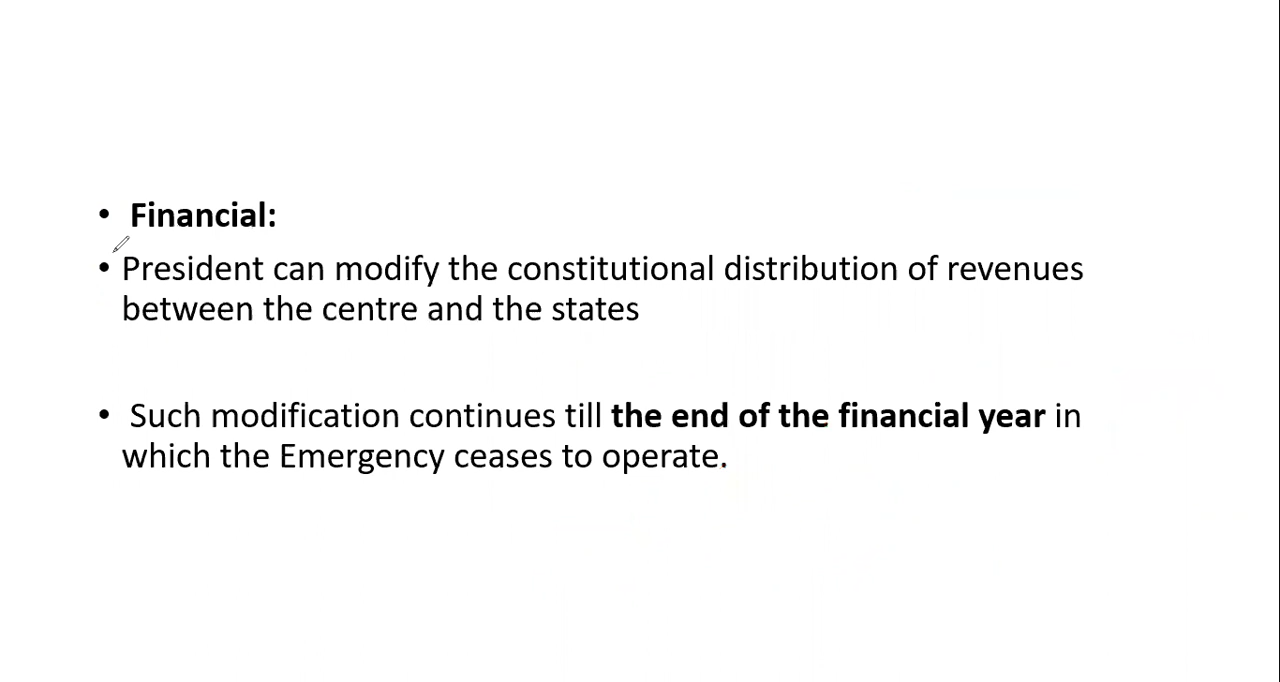 • Financial:
• President can modify the constitutional distribution of revenues
between the centre and the states
• Such modification continues till the end of the financial year in
which the Emergency ceases to operate.